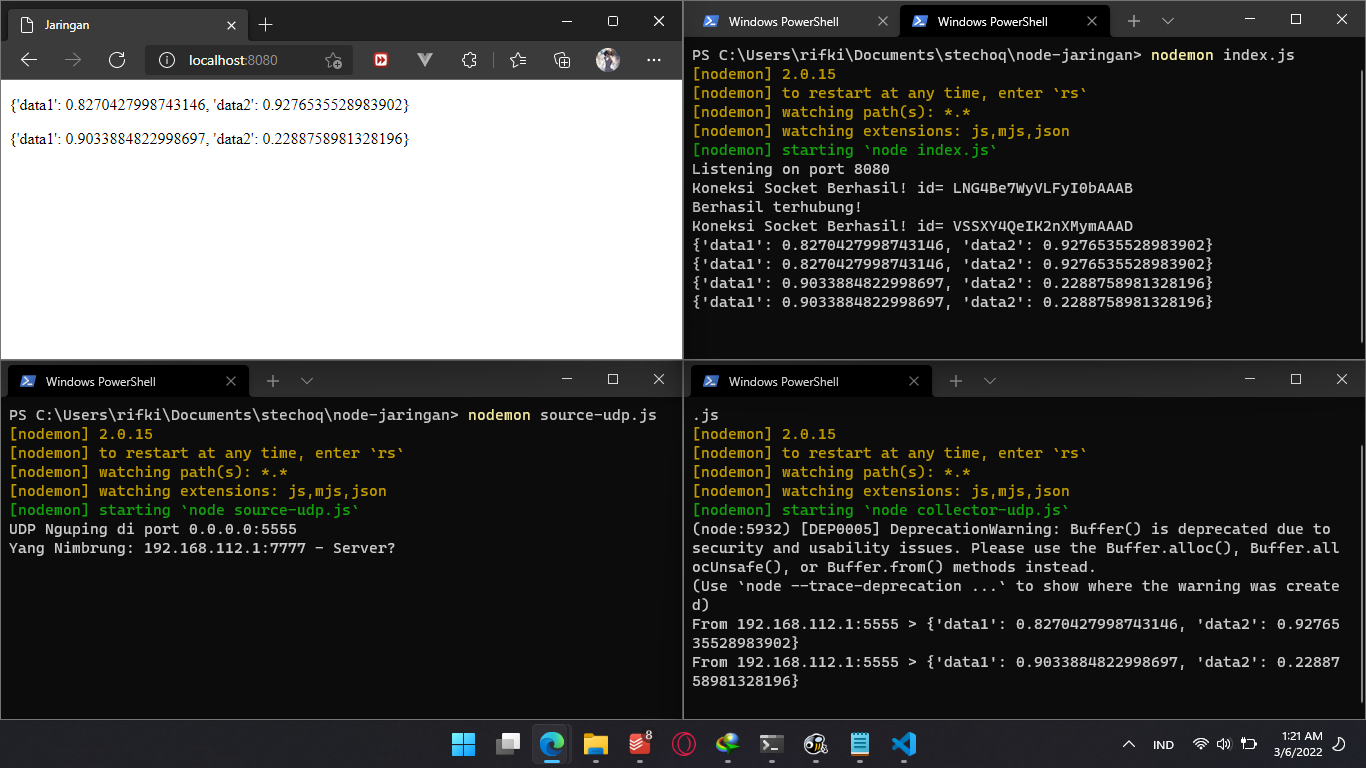 Jaringan
localhost:8080
{'data1': 0.8270427998743146, 'data2': 0.9276535528983902}
{'data1': 0.9033884822998697, 'data2': 0.2288758981328196}
Windows PowerShell
Windows PowerShell
PS C:\Users\rifki\Documents\stechoq\node-jaringan> nodemon index.js
[nodemon] 2.0.15
[nodemon] to restart at any time, enter `rs`
[nodemon] watching path(s): *.*
[nodemon] watching extensions: js,mjs,json
[nodemon] starting `node index.js`
Listening on port 8080
Koneksi Socket Berhasil! id= LNG4Be7WyVLFyI0bAAAB
Berhasil terhubung!
Koneksi Socket Berhasil! id= VSSXY4QeIK2nXMymAAAD
{'data1': 0.8270427998743146, 'data2': 0.9276535528983902}
{'data1': 0.8270427998743146, 'data2': 0.9276535528983902}
{'data1': 0.9033884822998697, 'data2': 0.2288758981328196}
{'data1': 0.9033884822998697, 'data2': 0.2288758981328196}
Windows PowerShell
PS C:\Users\rifki\Documents\stechoq\node-jaringan> nodemon source-udp.js
[nodemon] 2.0.15
[nodemon] to restart at any time, enter `rs`
[nodemon] watching path(s): *.*
[nodemon] watching extensions: js,mjs,json
[nodemon] starting `node source-udp.js`
UDP Nguping di port 0.0.0.0:5555
Yang Nimbrung: 192.168.112.1:7777 - Server?
Windows PowerShell
.js
[nodemon] 2.0.15
[nodemon] to restart at any time, enter `rs`
[nodemon] watching path(s): *.*
[nodemon] watching extensions: js,mjs,json
[nodemon] starting `node collector-udp.js`
(node:5932) [DEP0005] DeprecationWarning: Buffer() is deprecated due to
security and usability issues. Please use the Buffer.alloc(), Buffer.all
ocUnsafe(), or Buffer.from() methods instead.
(Use `node --trace-deprecation ...` to show where the warning was create
d)
From 192.168.112.1:5555 > {'data1': 0.8270427998743146, 'data2': 0.92765
35528983902}
From 192.168.112.1:5555 > {'data1': 0.9033884822998697, 'data2': 0.22887
58981328196}
8
IND
1:21 AM
3/6/2022